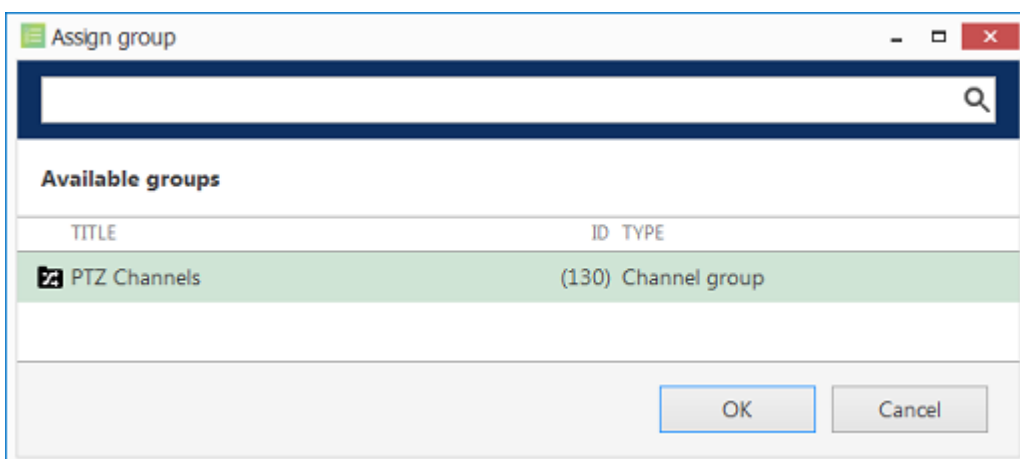 Assign group
Available groups
TITLE ID TYPE
PTZ Channels (130) Channel group
OK Cancel